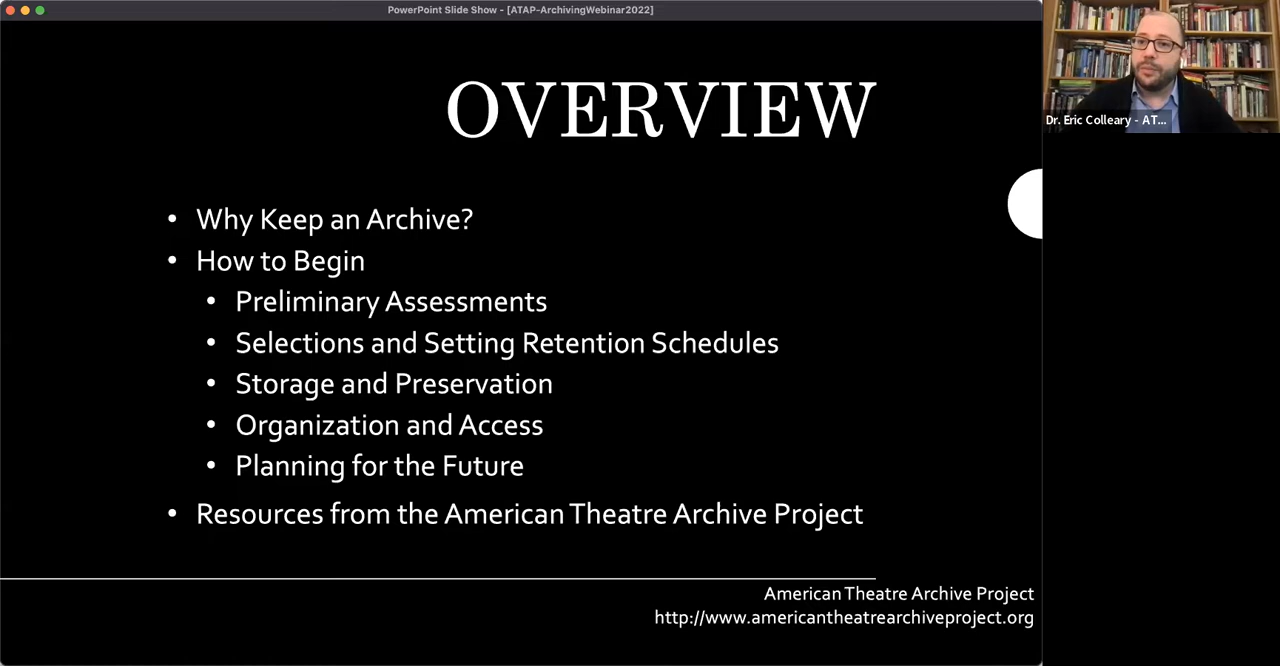 PowerPoint Slide Show - [ATAP-ArchivingWebinar2022]
OVERVIEW
• Why Keep an Archive?
• How to Begin
• Preliminary Assessments
• Selections and Setting Retention Schedules
• Storage and Preservation
• Organization and Access
• Planning for the Future
• Resources from the American Theatre Archive Project
American Theatre Archive Project
http://www.americantheatrearchiveproject.org
Dr. Eric Colleary - AT...